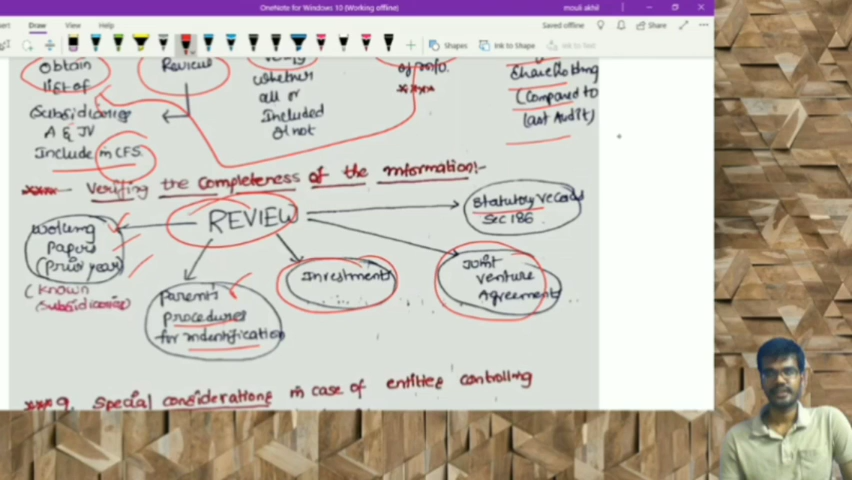 OneNote for Windows 10 (Working offline)
mouli akhil
Draw
View
Help
Saved offline
Share
Shapes
Ink to Shape
Ink to Text
Obtain
list of
Subsidiaries
A & JV
Include in CFS.
Review
whether
all or
Included
or not
of info.
****
Shareholding
(Compared to
last Audit)
**** Verifying the completeness of the information:-
REVIEW
Working
Papers
(prior year)
(known
subsidiaries)
Parent's
procedures
for indentification
Investments
Joint
venture
Agreements
Statutory records
Sec 186
*** 9. Special considerations in case of entities controlling